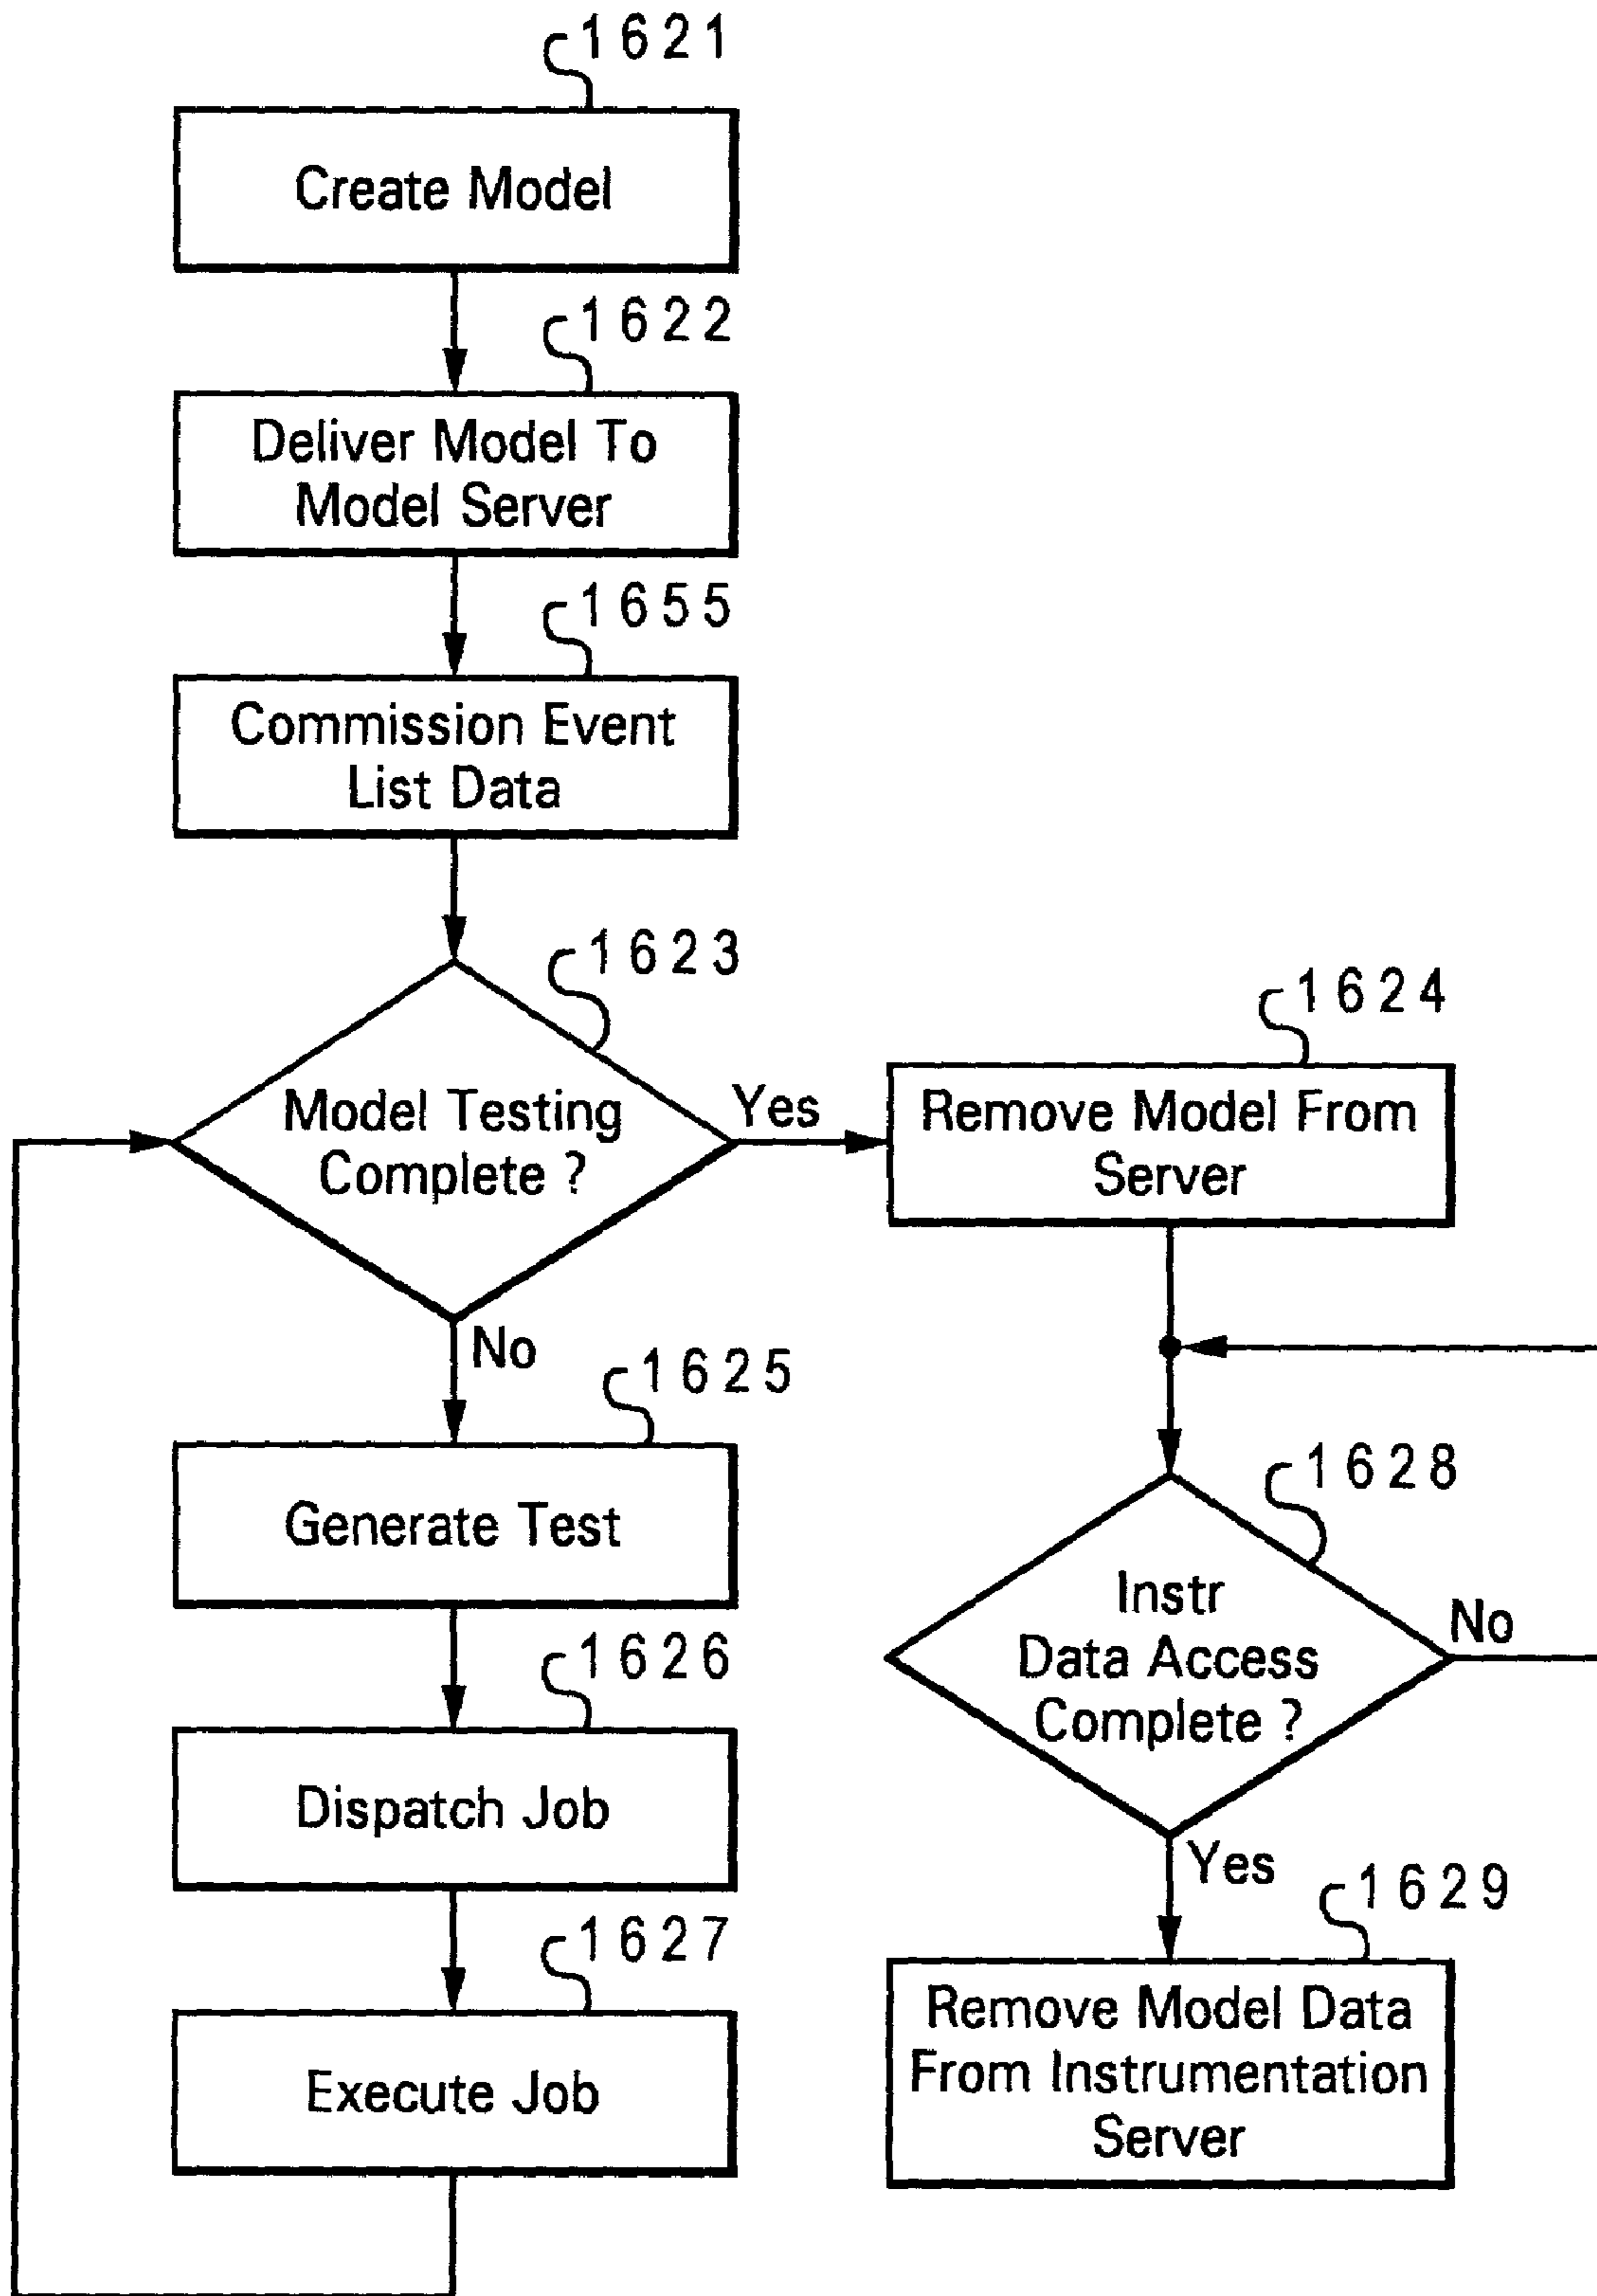 1621
Create Model
1622
Deliver Model To
Model Server
1655
Commission Event
List Data
1623
Model Testing
Complete ?
Yes
No
1624
Remove Model From
Server
1625
Generate Test
1626
Dispatch Job
1627
Execute Job
1628
Instr
Data Access
Complete ?
No
Yes
1629
Remove Model Data
From Instrumentation
Server